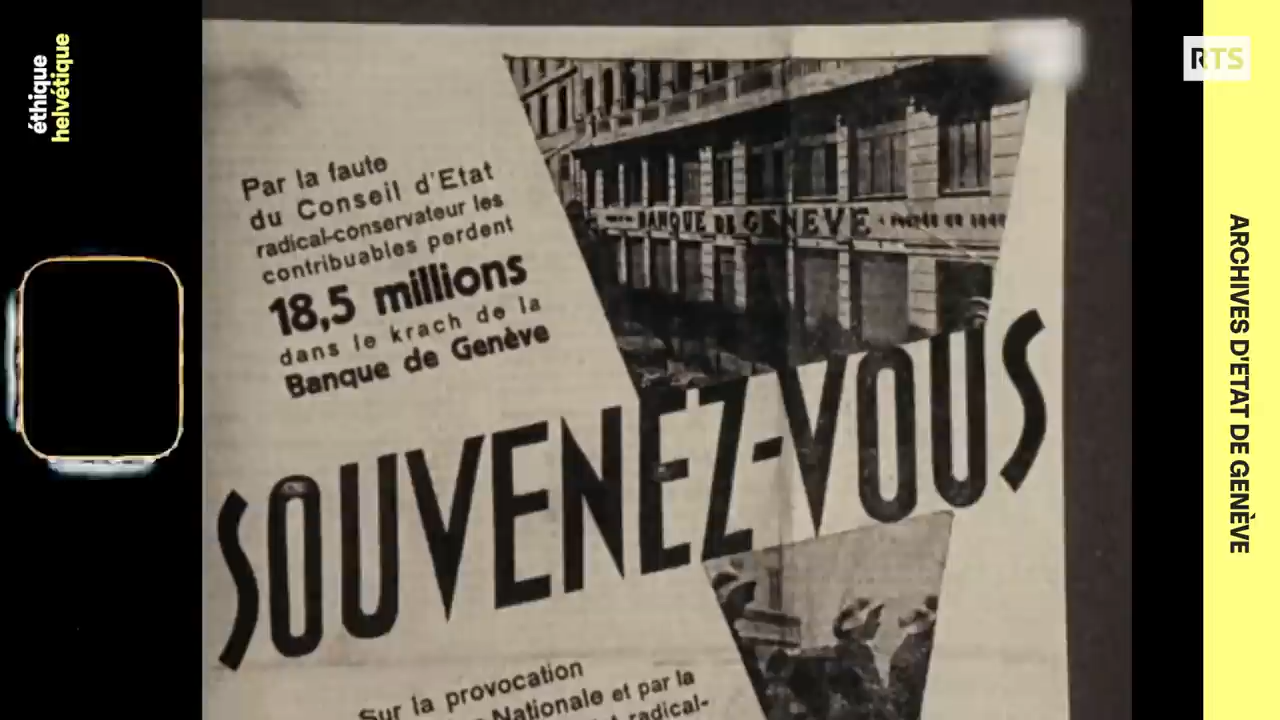 éthique
helvétique
RTS
ARCHIVES D'ETAT DE GENÈVE
Par la faute
du Conseil d'Etat
radical-conservateur les
contribuables perdent
18,5 millions
dans le krach de la
Banque de Genève
BANQUE DE GENEVE
SOUVENEZ-VOUS
Sur la provocation
Nationale et par la
radical-